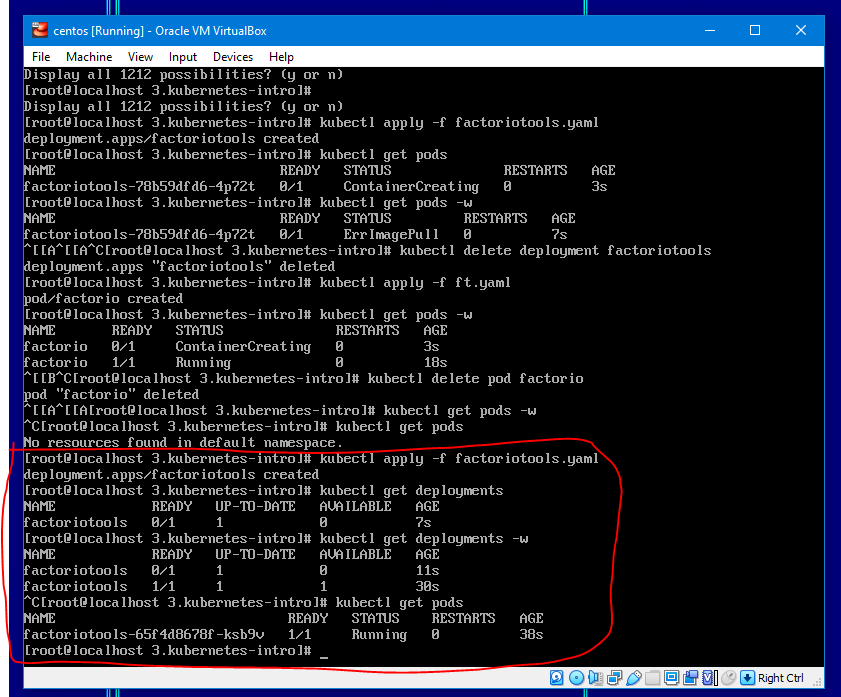 centos [Running] - Oracle VM VirtualBox
File Machine View Input Devices Help
Display all 1212 possibilities? (y or n)
[root@localhost 3.kubernetes-intro]#
Display all 1212 possibilities? (y or n)
[root@localhost 3.kubernetes-intro]# kubectl apply -f factoriotools.yaml
deployment.apps/factoriotools created
[root@localhost 3.kubernetes-intro]# kubectl get pods
NAME READY STATUS RESTARTS AGE
factoriotools-78b59dfd6-4p72t 0/1 ContainerCreating 0 3s
[root@localhost 3.kubernetes-intro]# kubectl get pods -w
NAME READY STATUS RESTARTS AGE
factoriotools-78b59dfd6-4p72t 0/1 ErrImagePull 0 7s
^[[A^[[A^C[root@localhost 3.kubernetes-intro]# kubectl delete deployment factoriotools
deployment.apps "factoriotools" deleted
[root@localhost 3.kubernetes-intro]# kubectl apply -f ft.yaml
pod/factorio created
[root@localhost 3.kubernetes-intro]# kubectl get pods -w
NAME READY STATUS RESTARTS AGE
factorio 0/1 ContainerCreating 0 3s
factorio 1/1 Running 0 18s
^[[B^C[root@localhost 3.kubernetes-intro]# kubectl delete pod factorio
pod "factorio" deleted
^[[A^[[A[root@localhost 3.kubernetes-intro]# kubectl get pods -w
^C[root@localhost 3.kubernetes-intro]# kubectl get pods
No resources found in default namespace.
[root@localhost 3.kubernetes-intro]# kubectl apply -f factoriotools.yaml
deployment.apps/factoriotools created
[root@localhost 3.kubernetes-intro]# kubectl get deployments
NAME READY UP-TO-DATE AVAILABLE AGE
factoriotools 0/1 1 0 7s
[root@localhost 3.kubernetes-intro]# kubectl get deployments -w
NAME READY UP-TO-DATE AVAILABLE AGE
factoriotools 0/1 1 0 11s
factoriotools 1/1 1 1 30s
^C[root@localhost 3.kubernetes-intro]# kubectl get pods
NAME READY STATUS RESTARTS AGE
factoriotools-65f4d8678f-ksb9v 1/1 Running 0 38s
[root@localhost 3.kubernetes-intro]# _
Right Ctrl